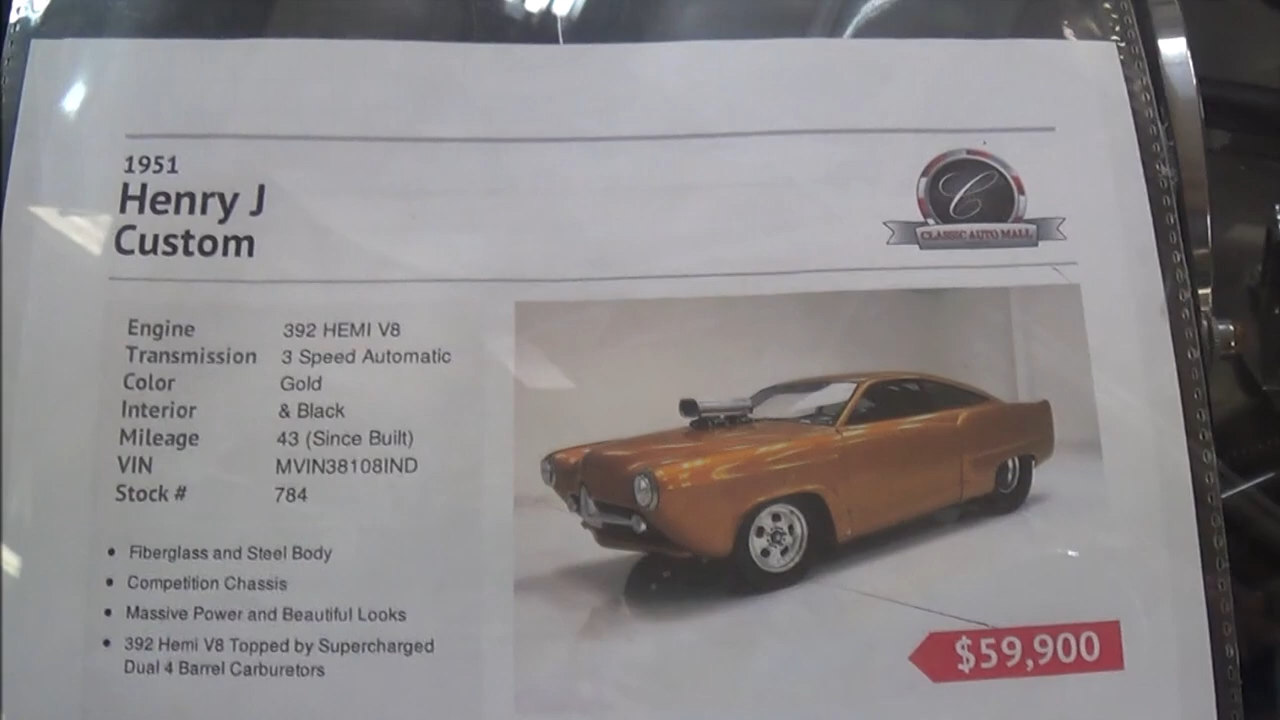 1951
Henry J
Custom
C
CLASSIC AUTO MALL
Engine 392 HEMI V8
Transmission 3 Speed Automatic
Color Gold
Interior & Black
Mileage 43 (Since Built)
VIN MVIN38108IND
Stock # 784
• Fiberglass and Steel Body
• Competition Chassis
• Massive Power and Beautiful Looks
• 392 Hemi V8 Topped by Supercharged
Dual 4 Barrel Carburetors
$59,900